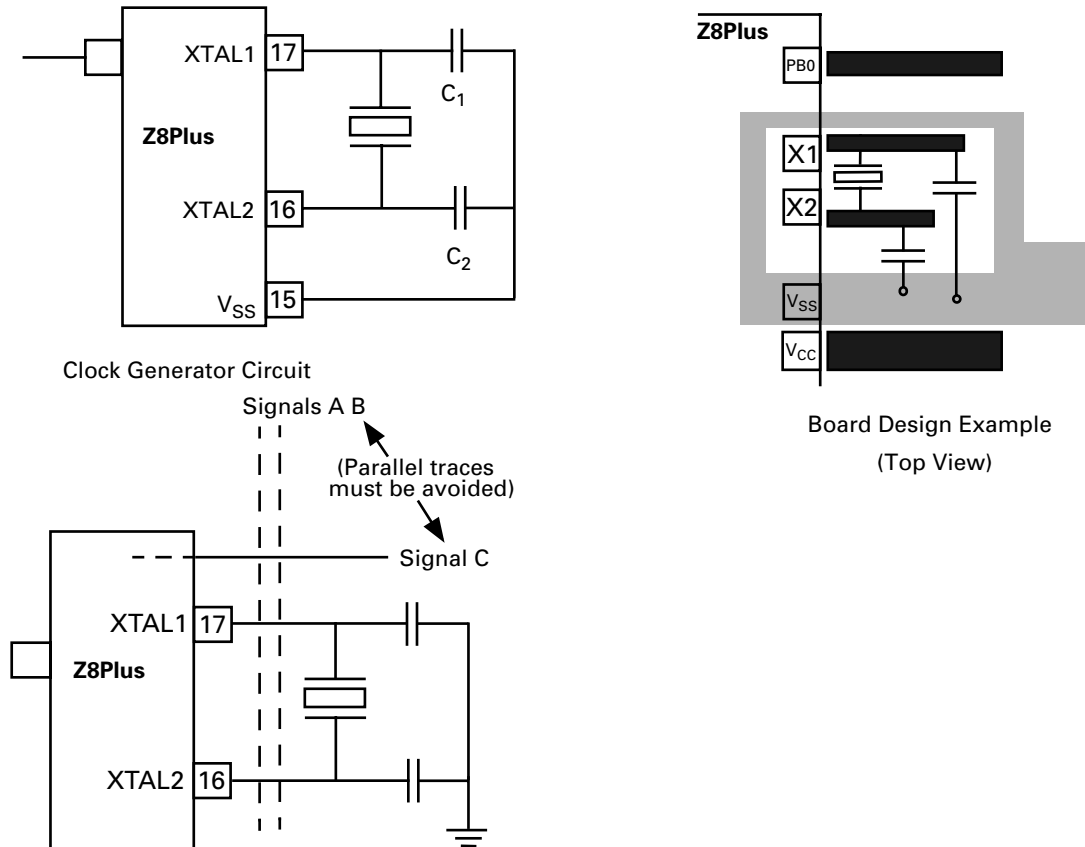 XTAL1 17
C1
Z8Plus
XTAL2 16
C2
VSS 15
Clock Generator Circuit
Z8Plus
PB0
X1
X2
VSS
VCC
Board Design Example
(Top View)
Signals A B
(Parallel traces
must be avoided)
Signal C
XTAL1 17
Z8Plus
XTAL2 16